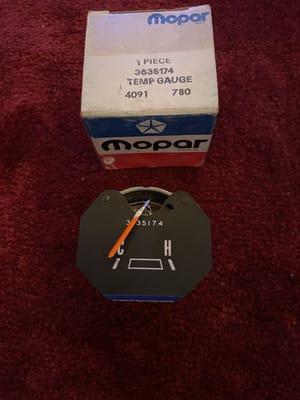 Mopar
1 PIECE
3635174
TEMP GAUGE
4091 780
Mopar
3635174
C H